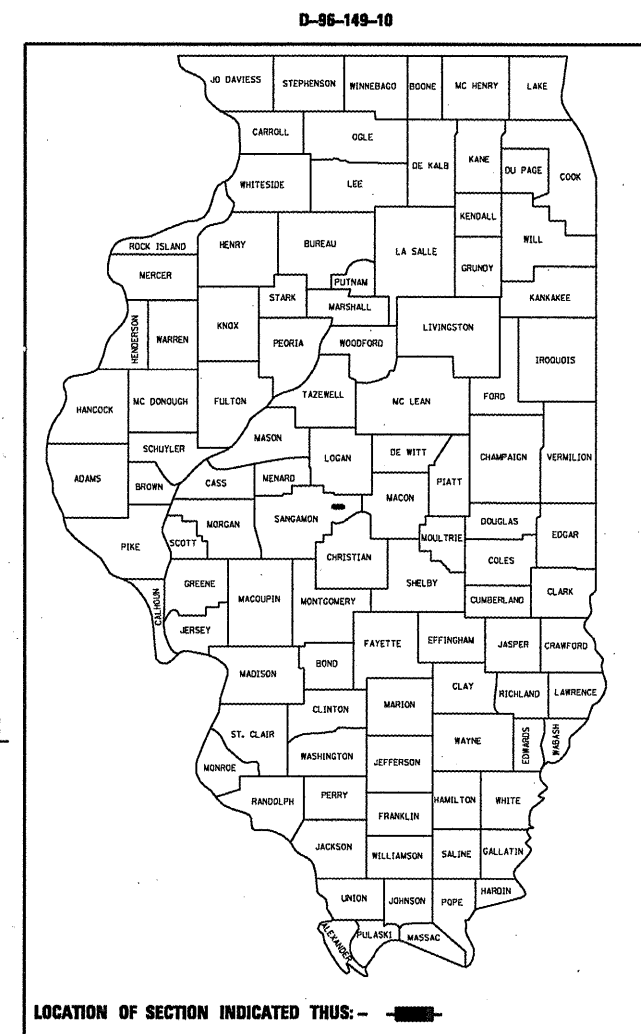 D-96-149-10
JO DAVIESS STEPHENSON WINNEBAGO BOONE MC HENRY LAKE
CARROLL OGLE
DE KALB KANE DU PAGE COOK
WHITESIDE LEE
KENDALL
WILL
ROCK ISLAND HENRY BUREAU LA SALLE
GRUNDY
MERCER
PUTNAM
STARK MARSHALL KANKAKEE
HENDERSON WARREN KNOX PEORIA WOODFORD LIVINGSTON
IROQUOIS
HANCOCK MC DONOUGH FULTON TAZEWELL MC LEAN FORD
MASON
SCHUYLER LOGAN DE WITT CHAMPAIGN VERMILION
ADAMS BROWN CASS MENARD PIATT
MACON
SANGAMON
MORGAN DOUGLAS
PIKE SCOTT MOULTRIE EDGAR
CHRISTIAN COLES
GREENE SHELBY
CALHOUN MACOUPIN MONTGOMERY CUMBERLAND CLARK
JERSEY
FAYETTE EFFINGHAM JASPER CRAWFORD
MADISON BOND
CLAY RICHLAND LAWRENCE
CLINTON MARION
ST. CLAIR WAYNE EDWARDS WABASH
WASHINGTON JEFFERSON
MONROE
RANDOLPH PERRY HAMILTON WHITE
FRANKLIN
JACKSON WILLIAMSON SALINE GALLATIN
HARDIN
UNION JOHNSON POPE
ALEXANDER PULASKI MASSAC
LOCATION OF SECTION INDICATED THUS: -